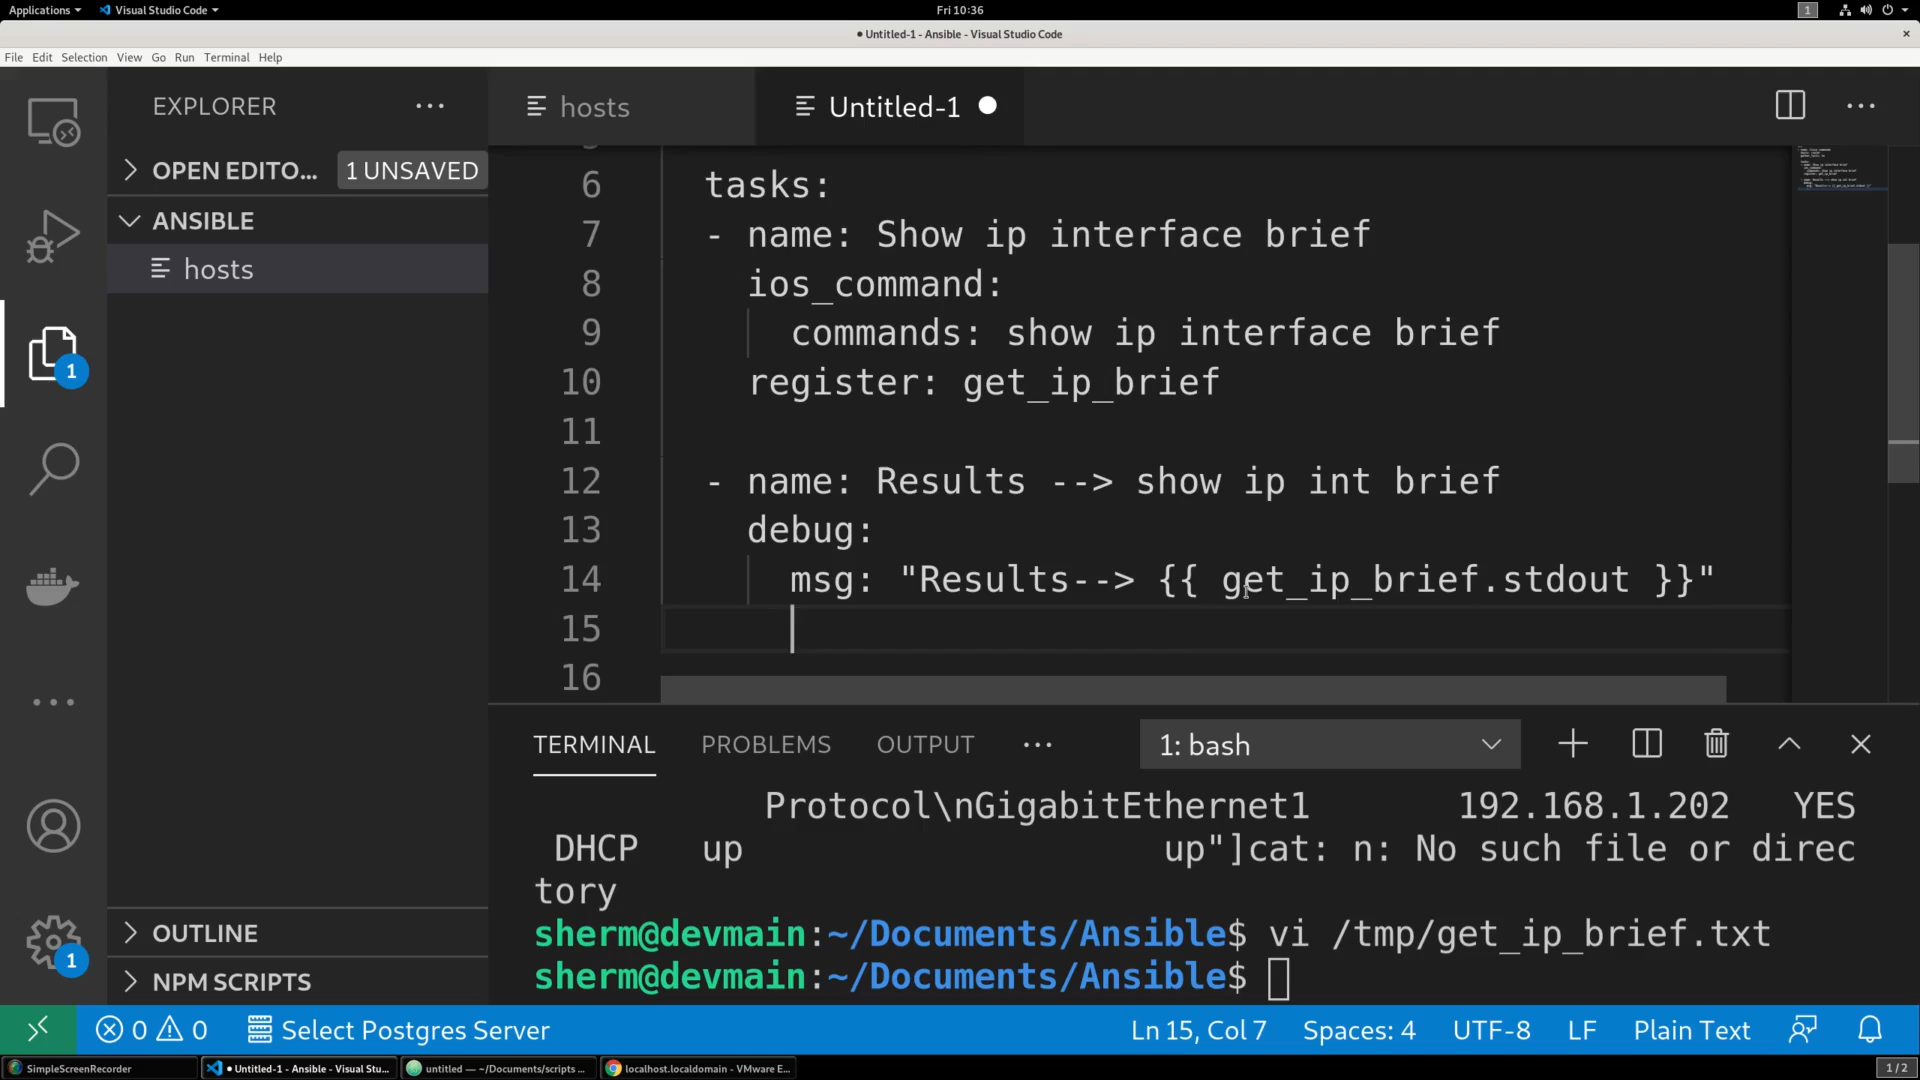 Applications Visual Studio Code Fri 10:36 1
● Untitled-1 - Ansible - Visual Studio Code
File Edit Selection View Go Run Terminal Help
EXPLORER ···
OPEN EDITO... 1 UNSAVED
ANSIBLE
hosts
1
OUTLINE
1
NPM SCRIPTS
hosts Untitled-1
6 tasks:
7 - name: Show ip interface brief
8 ios_command:
9 commands: show ip interface brief
10 register: get_ip_brief
11
12 - name: Results --> show ip int brief
13 debug:
14 msg: "Results--> {{ get_ip_brief.stdout }}"
15
16
TERMINAL PROBLEMS OUTPUT ··· 1: bash
Protocol\nGigabitEthernet1 192.168.1.202 YES
DHCP up up"]cat: n: No such file or direc
tory
sherm@devmain:~/Documents/Ansible$ vi /tmp/get_ip_brief.txt
sherm@devmain:~/Documents/Ansible$
0 0 Select Postgres Server Ln 15, Col 7 Spaces: 4 UTF-8 LF Plain Text
SimpleScreenRecorder ● Untitled-1 - Ansible - Visual Stu... untitled — ~/Documents/scripts ... localhost.localdomain - VMware E... 1 / 2